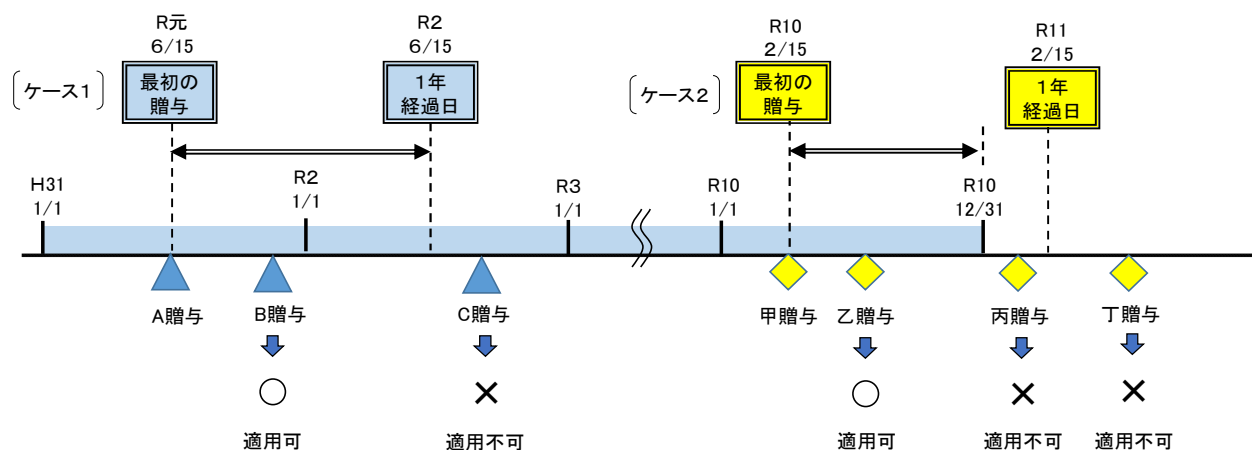 R元
6/15
R2
6/15
R10
2/15
R11
2/15
ケース1
最初の
贈与
1年
経過日
ケース2
最初の
贈与
1年
経過日
H31
1/1
R2
1/1
R3
1/1
R10
1/1
R10
12/31
A贈与
B贈与
C贈与
甲贈与
乙贈与
丙贈与
丁贈与
適用可
適用不可
適用可
適用不可
適用不可